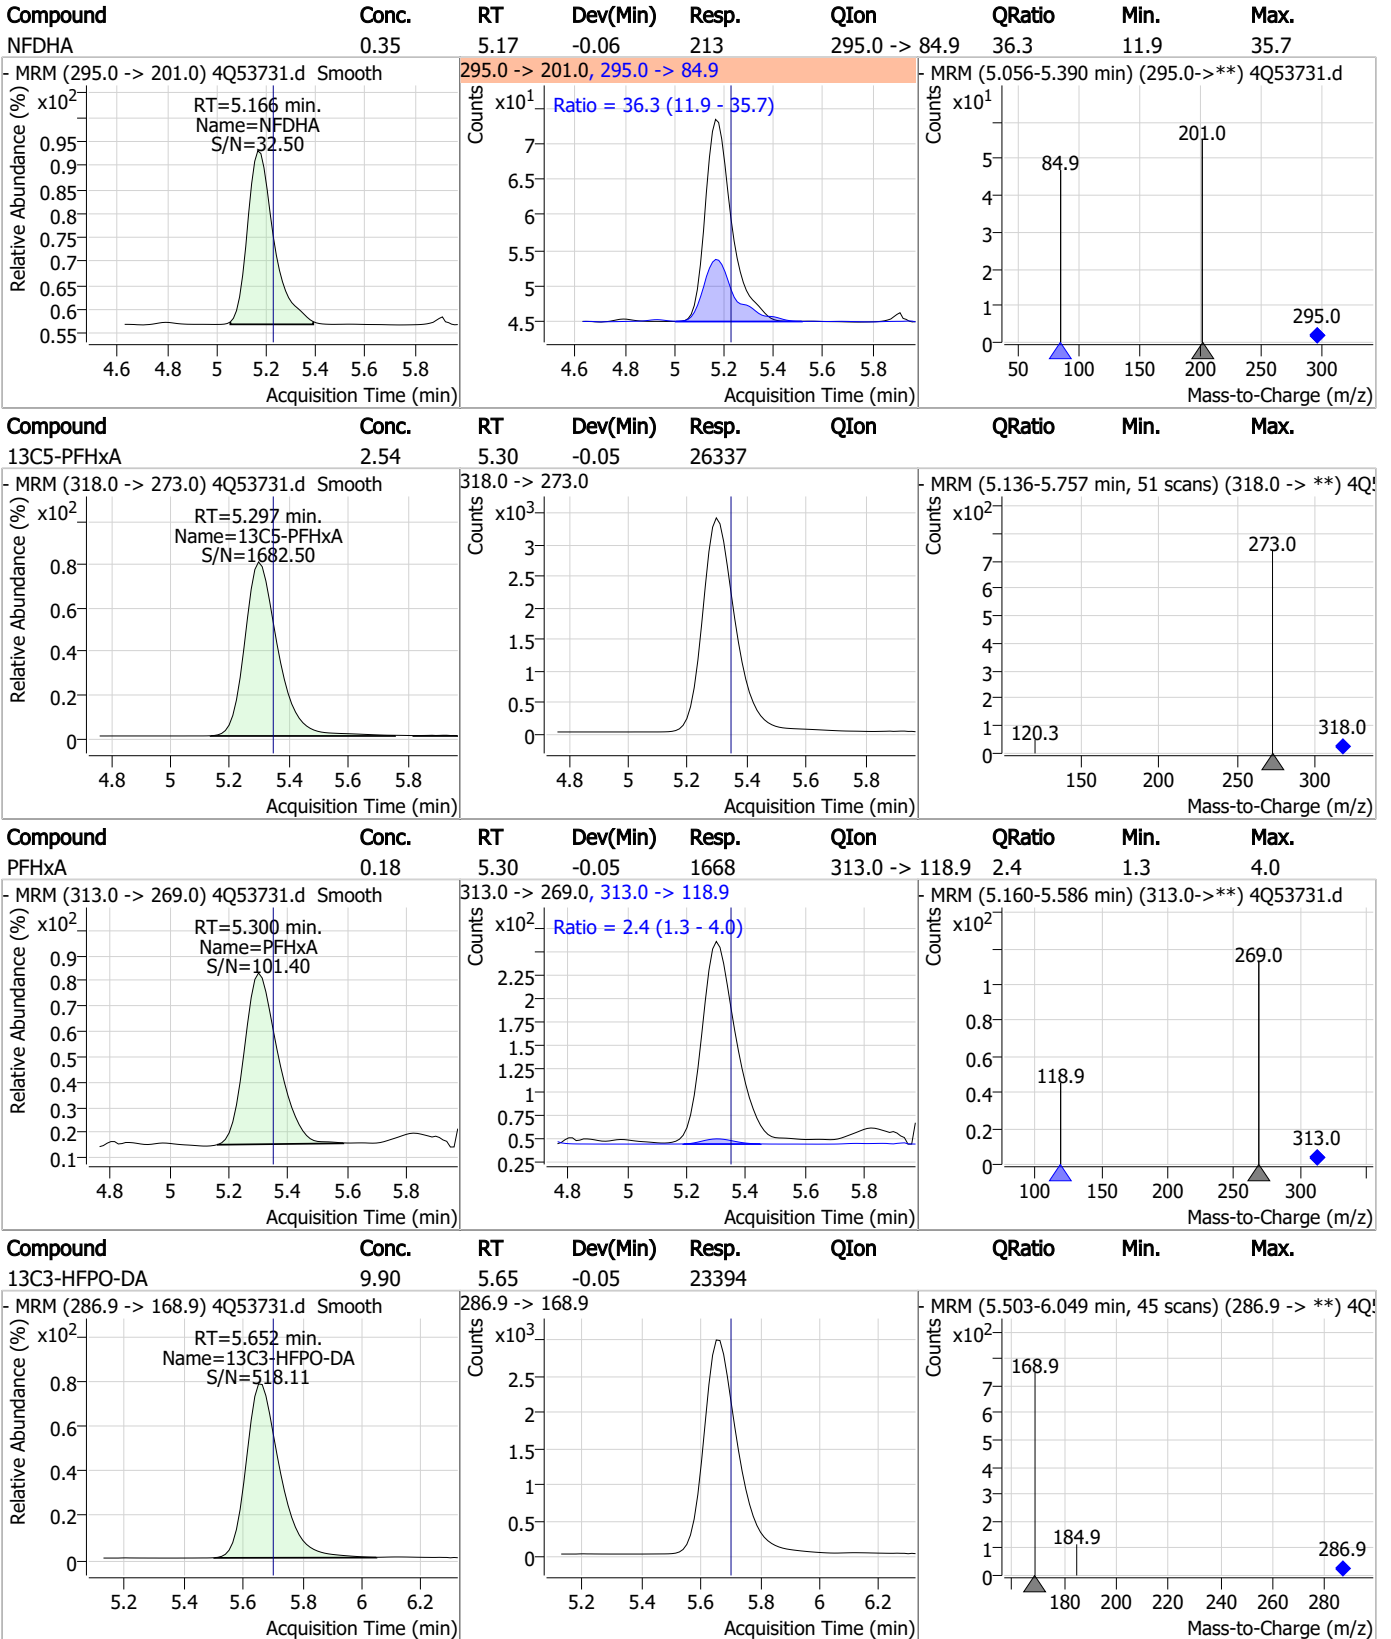 Compound Conc. RT Dev(Min) Resp. QIon QRatio Min. Max.
NFDHA 0.35 5.17 -0.06 213 295.0 -> 84.9 36.3 11.9 35.7
- MRM (295.0 -> 201.0) 4Q53731.d Smooth
Relative Abundance (%)
x10²
RT=5.166 min.
Name=NFDHA
S/N=32.50
0.95
0.9
0.85
0.8
0.75
0.7
0.65
0.6
0.55
4.6 4.8 5 5.2 5.4 5.6 5.8
Acquisition Time (min)
295.0 -> 201.0, 295.0 -> 84.9
Counts
x10¹
Ratio = 36.3 (11.9 - 35.7)
7
6.5
6
5.5
5
4.5
4.6 4.8 5 5.2 5.4 5.6 5.8
Acquisition Time (min)
- MRM (5.056-5.390 min) (295.0->**) 4Q53731.d
Counts
x10¹
201.0
84.9
295.0
5
4
3
2
1
0
50 100 150 200 250 300
Mass-to-Charge (m/z)
Compound Conc. RT Dev(Min) Resp. QIon QRatio Min. Max.
13C5-PFHxA 2.54 5.30 -0.05 26337
- MRM (318.0 -> 273.0) 4Q53731.d Smooth
Relative Abundance (%)
x10²
RT=5.297 min.
Name=13C5-PFHxA
S/N=1682.50
0.8
0.6
0.4
0.2
0
4.8 5 5.2 5.4 5.6 5.8
Acquisition Time (min)
318.0 -> 273.0
Counts
x10³
3
2.5
2
1.5
1
0.5
0
4.8 5 5.2 5.4 5.6 5.8
Acquisition Time (min)
- MRM (5.136-5.757 min, 51 scans) (318.0 -> **) 4Q5
Counts
x10²
273.0
120.3
318.0
7
6
5
4
3
2
1
0
150 200 250 300
Mass-to-Charge (m/z)
Compound Conc. RT Dev(Min) Resp. QIon QRatio Min. Max.
PFHxA 0.18 5.30 -0.05 1668 313.0 -> 118.9 2.4 1.3 4.0
- MRM (313.0 -> 269.0) 4Q53731.d Smooth
Relative Abundance (%)
x10²
RT=5.300 min.
Name=PFHxA
S/N=101.40
0.9
0.8
0.7
0.6
0.5
0.4
0.3
0.2
0.1
4.8 5 5.2 5.4 5.6 5.8
Acquisition Time (min)
313.0 -> 269.0, 313.0 -> 118.9
Counts
x10²
Ratio = 2.4 (1.3 - 4.0)
2.25
2
1.75
1.5
1.25
1
0.75
0.5
0.25
4.8 5 5.2 5.4 5.6 5.8
Acquisition Time (min)
- MRM (5.160-5.586 min) (313.0->**) 4Q53731.d
Counts
x10²
269.0
118.9
313.0
1
0.8
0.6
0.4
0.2
0
100 150 200 250 300
Mass-to-Charge (m/z)
Compound Conc. RT Dev(Min) Resp. QIon QRatio Min. Max.
13C3-HFPO-DA 9.90 5.65 -0.05 23394
- MRM (286.9 -> 168.9) 4Q53731.d Smooth
Relative Abundance (%)
x10²
RT=5.652 min.
Name=13C3-HFPO-DA
S/N=518.11
0.8
0.6
0.4
0.2
0
5.2 5.4 5.6 5.8 6 6.2
Acquisition Time (min)
286.9 -> 168.9
Counts
x10³
2.5
2
1.5
1
0.5
0
5.2 5.4 5.6 5.8 6 6.2
Acquisition Time (min)
- MRM (5.503-6.049 min, 45 scans) (286.9 -> **) 4Q5
Counts
x10²
168.9
184.9
286.9
7
6
5
4
3
2
1
0
180 200 220 240 260 280
Mass-to-Charge (m/z)